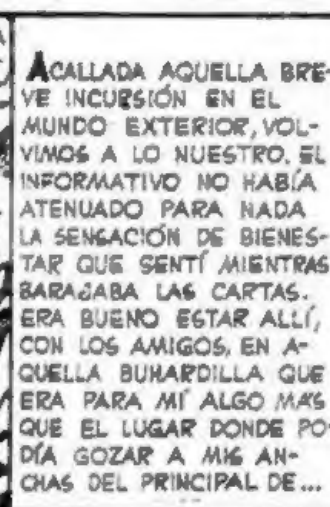 ACALLADA AQUELLA BRE-
VE INCURSIÓN EN EL
MUNDO EXTERIOR, VOL-
VIMOS A LO NUESTRO. EL
INFORMATIVO NO HABÍA
ATENUADO PARA NADA
LA SENSACIÓN DE BIENES-
TAR QUE SENTÍ MIENTRAS
BARAJABA LAS CARTAS.
ERA BUENO ESTAR ALLÍ,
CON LOS AMIGOS, EN A-
QUELLA BUHARDILLA QUE
ERA PARA MÍ ALGO MÁS
QUE EL LUGAR DONDE PO-
DÍA GOZAR A MIS AN-
CHAS DEL PRINCIPAL DE...